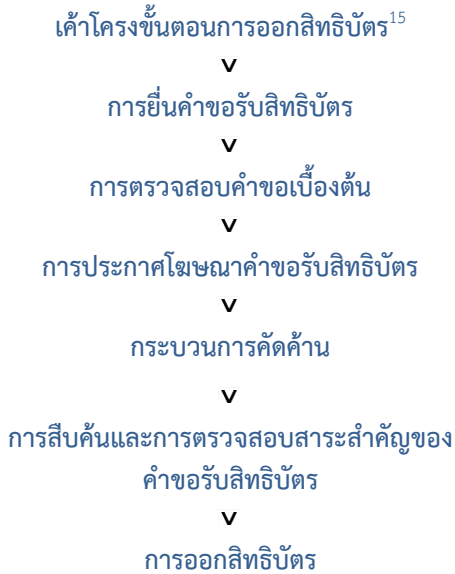 เค้าโครงขั้นตอนการออกสิทธิบัตร15
v
การยื่นคำขอรับสิทธิบัตร
v
การตรวจสอบคำขอเบื้องต้น
v
การประกาศโฆษณาคำขอรับสิทธิบัตร
v
กระบวนการคัดค้าน
v
การสืบค้นและการตรวจสอบสาระสำคัญของ
คำขอรับสิทธิบัตร
v
การออกสิทธิบัตร